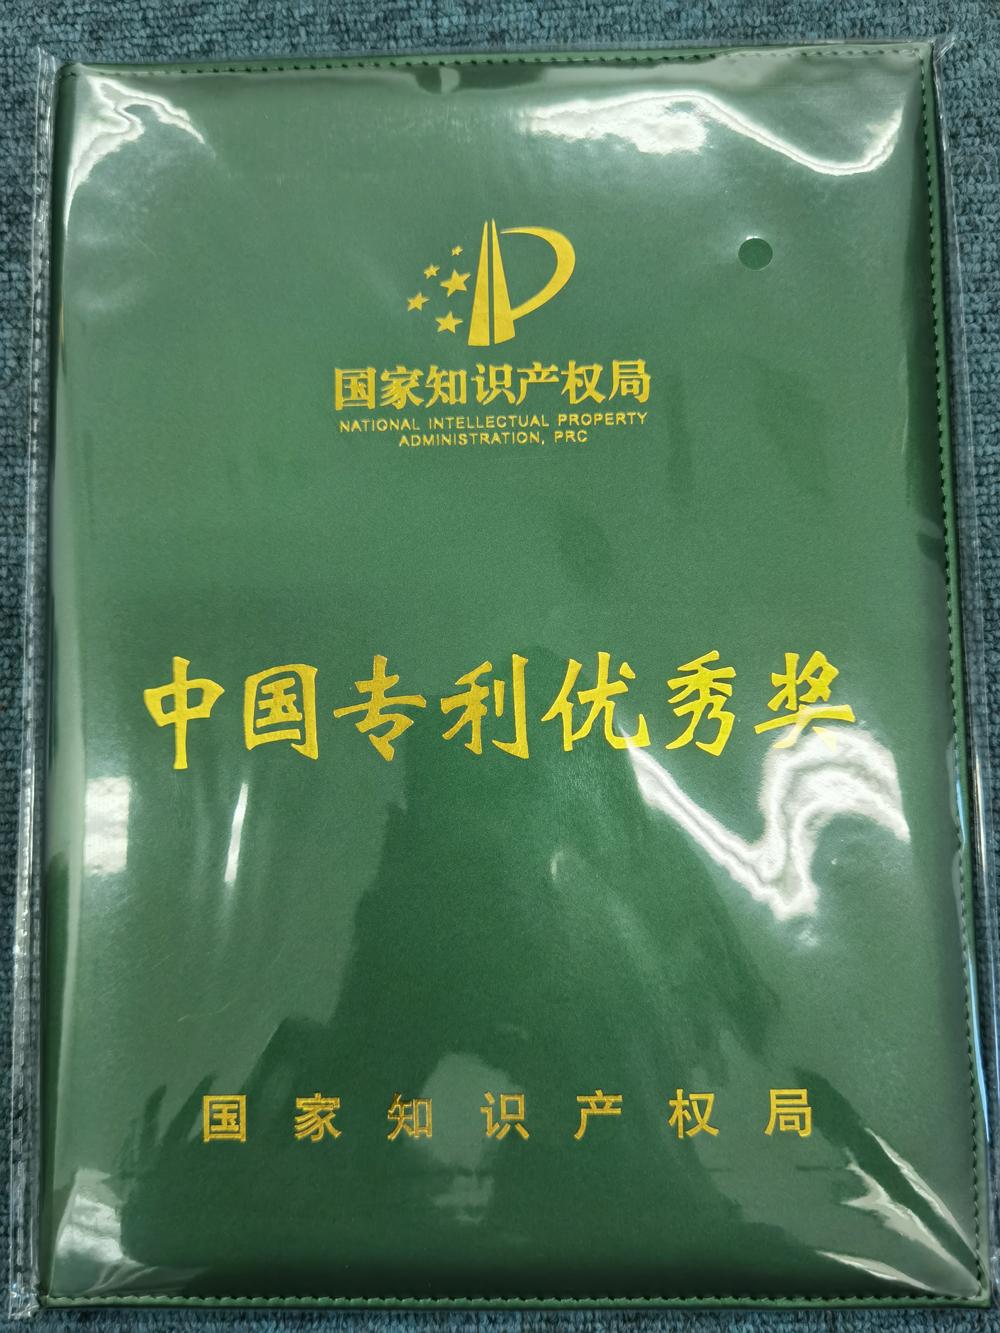 国家知识产权局
NATIONAL INTELLECTUAL PROPERTY
ADMINISTRATION, PRC
中国专利优秀奖
国家知识产权局